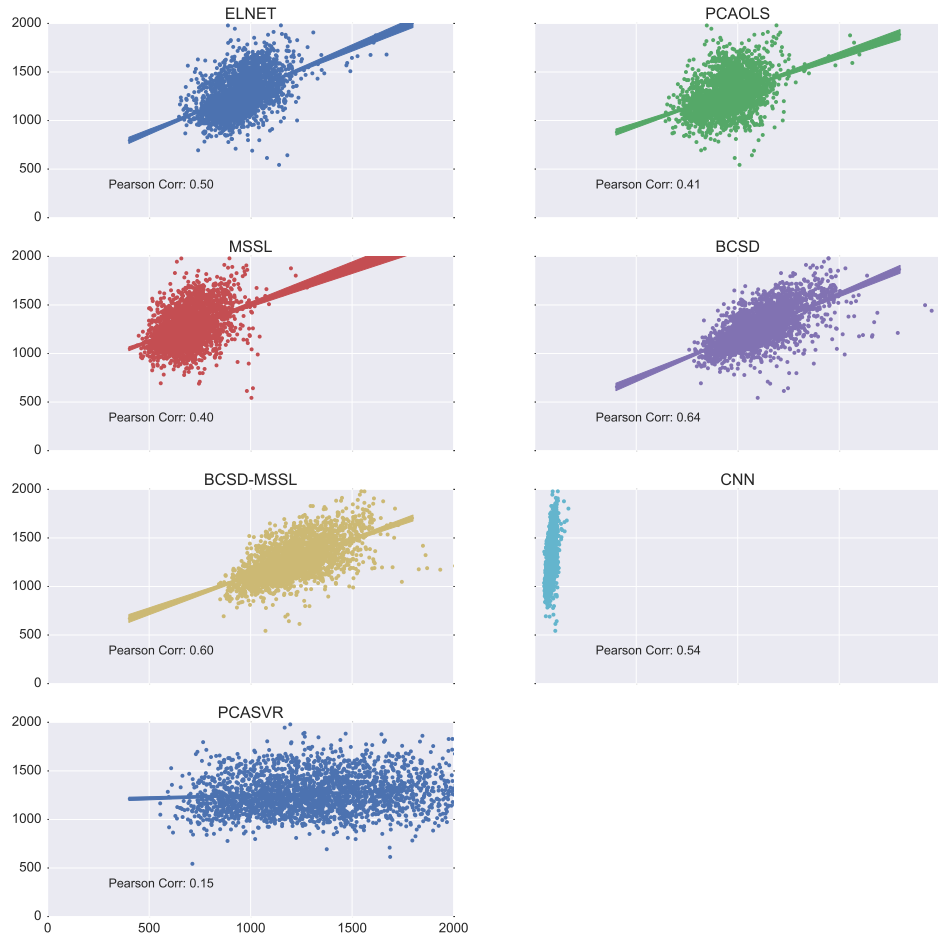 ELNET
PCAOLS
2000
1500
1000
500
0
Pearson Corr: 0.50
Pearson Corr: 0.41
MSSL
BCSD
2000
1500
1000
500
0
Pearson Corr: 0.40
Pearson Corr: 0.64
BCSD-MSSL
CNN
2000
1500
1000
500
0
Pearson Corr: 0.60
Pearson Corr: 0.54
PCASVR
2000
1500
1000
500
0
Pearson Corr: 0.15
0 500 1000 1500 2000